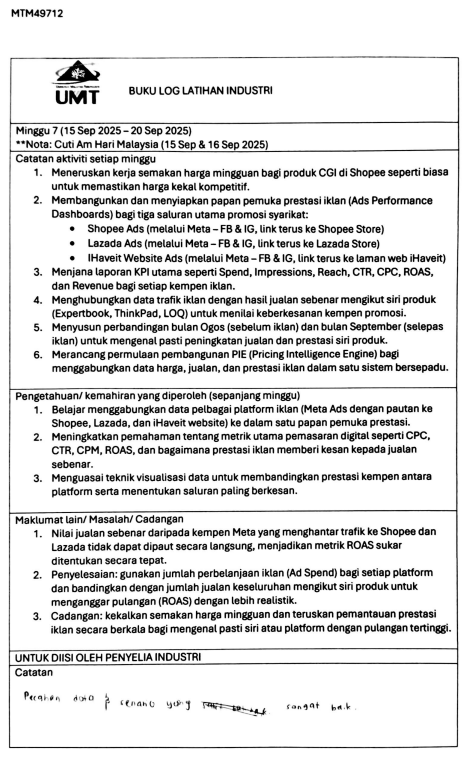 MTM49712
UMT
BUKU LOG LATIHAN INDUSTRI
Minggu 7 (15 Sep 2025 – 20 Sep 2025)
**Nota: Cuti Am Hari Malaysia (15 Sep & 16 Sep 2025)
Catatan aktiviti setiap minggu
1. Meneruskan kerja semakan harga mingguan bagi produk CGI di Shopee seperti biasa
untuk memastikan harga kekal kompetitif.
2. Membangunkan dan menyiapkan papan pemuka prestasi iklan (Ads Performance
Dashboards) bagi tiga saluran utama promosi syarikat:
• Shopee Ads (melalui Meta – FB & IG, link terus ke Shopee Store)
• Lazada Ads (melalui Meta – FB & IG, link terus ke Lazada Store)
• IHaveit Website Ads (melalui Meta – FB & IG, link terus ke laman web iHaveit)
3. Menjana laporan KPI utama seperti Spend, Impressions, Reach, CTR, CPC, ROAS,
dan Revenue bagi setiap kempen iklan.
4. Menghubungkan data trafik iklan dengan hasil jualan sebenar mengikut siri produk
(Expertbook, ThinkPad, LOQ) untuk menilai keberkesanan kempen promosi.
5. Menyusun perbandingan bulan Ogos (sebelum iklan) dan bulan September (selepas
iklan) untuk mengenal pasti peningkatan jualan dan prestasi siri produk.
6. Merancang permulaan pembangunan PIE (Pricing Intelligence Engine) bagi
menggabungkan data harga, jualan, dan prestasi iklan dalam satu sistem bersepadu.
Pengetahuan/ kemahiran yang diperoleh (sepanjang minggu)
1. Belajar menggabungkan data pelbagai platform iklan (Meta Ads dengan pautan ke
Shopee, Lazada, dan iHaveit website) ke dalam satu papan pemuka prestasi.
2. Meningkatkan pemahaman tentang metrik utama pemasaran digital seperti CPC,
CTR, CPM, ROAS, dan bagaimana prestasi iklan memberi kesan kepada jualan
sebenar.
3. Menguasai teknik visualisasi data untuk membandingkan prestasi kempen antara
platform serta menentukan saluran paling berkesan.
Maklumat lain/ Masalah/ Cadangan
1. Nilai jualan sebenar daripada kempen Meta yang menghantar trafik ke Shopee dan
Lazada tidak dapat dipaut secara langsung, menjadikan metrik ROAS sukar
ditentukan secara tepat.
2. Penyelesaian: gunakan jumlah perbelanjaan iklan (Ad Spend) bagi setiap platform
dan bandingkan dengan jumlah jualan keseluruhan mengikut siri produk untuk
menganggar pulangan (ROAS) dengan lebih realistik.
3. Cadangan: kekalkan semakan harga mingguan dan teruskan pemantauan prestasi
iklan secara berkala bagi mengenal pasti siri atau platform dengan pulangan tertinggi.
UNTUK DIISI OLEH PENYELIA INDUSTRI
Catatan
data yang sangat baik.